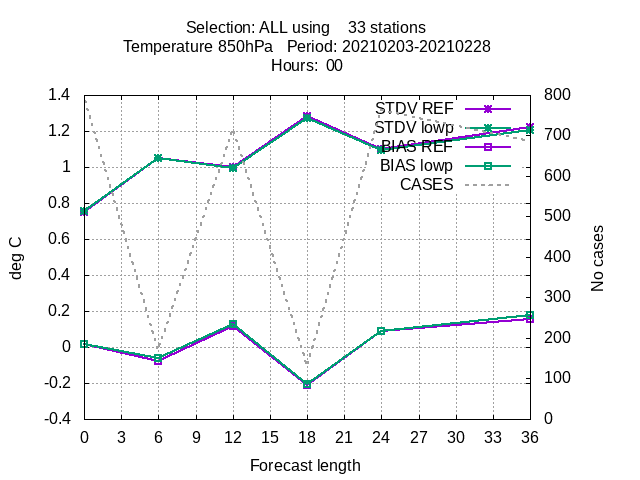 Selection: ALL using    33 stations
Temperature 850hPa   Period: 20210203-20210228
Hours:  00
1.4
1.2
1
0.8
0.6
0.4
0.2
0
-0.2
-0.4
800
700
600
500
400
300
200
100
0
STDV REF
STDV lowp
BIAS REF
BIAS lowp
CASES
deg C
No cases
0 3 6 9 12 15 18 21 24 27 30 33 36
Forecast length